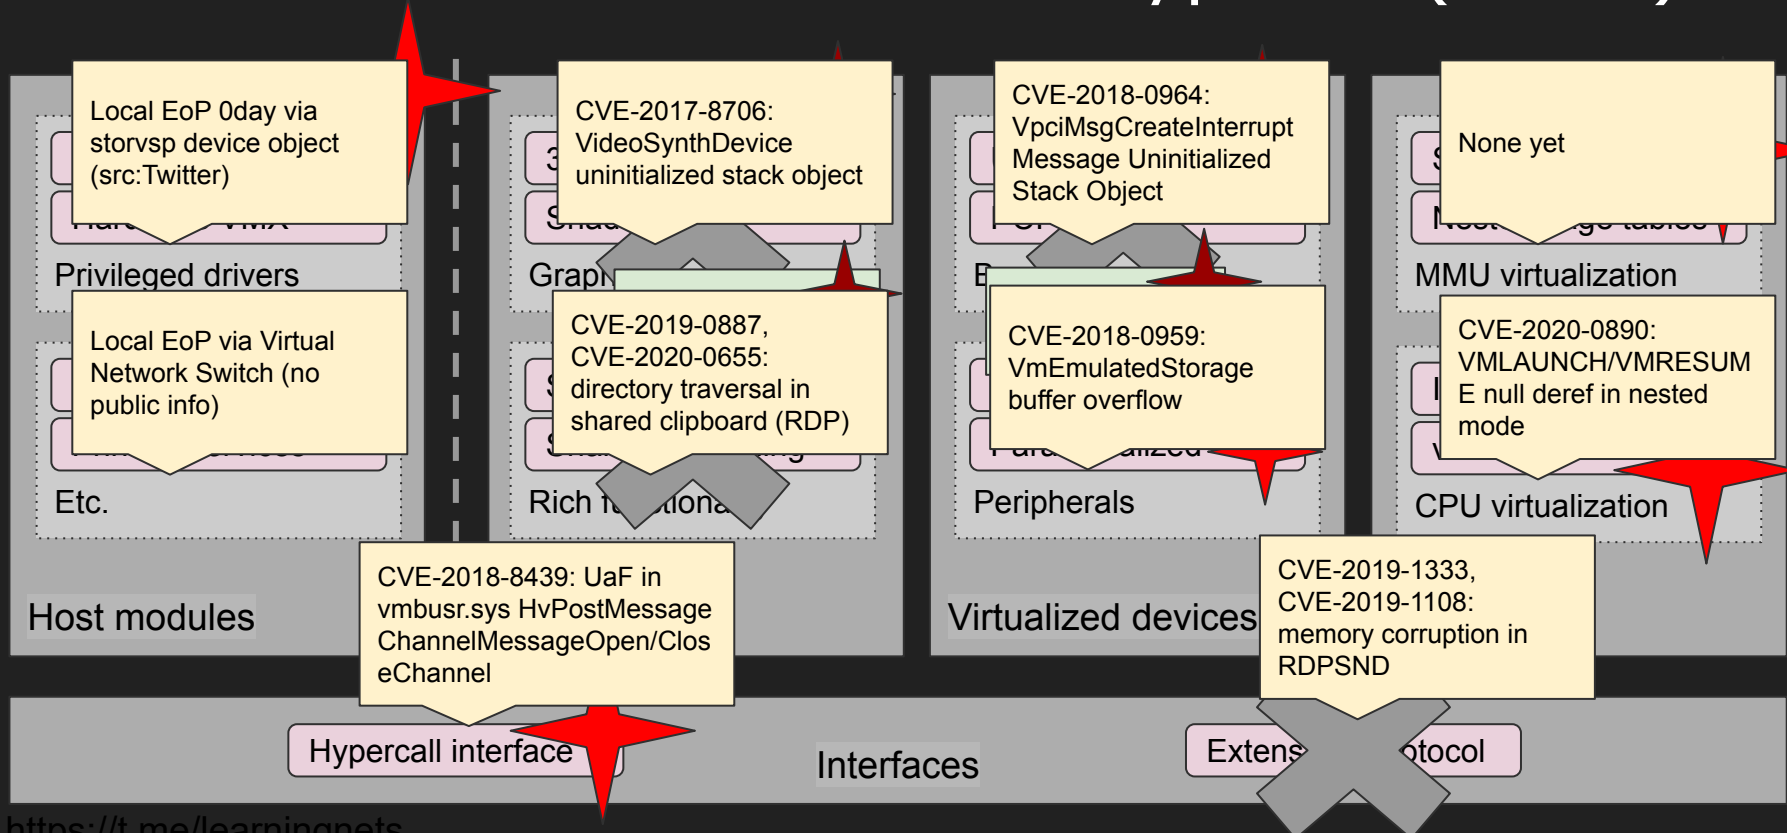 Local EoP 0day via
storvsp device object
(src:Twitter)
Privileged drivers
Local EoP via Virtual
Network Switch (no
public info)
Etc.
Host modules
CVE-2017-8706:
VideoSynthDevice
uninitialized stack object
CVE-2019-0887,
CVE-2020-0655:
directory traversal in
shared clipboard (RDP)
Rich
CVE-2018-8439: UaF in
vmbusr.sys HvPostMessage
ChannelMessageOpen/Clos
eChannel
CVE-2018-0964:
VpciMsgCreateInterrupt
Message Uninitialized
Stack Object
CVE-2018-0959:
VmEmulatedStorage
buffer overflow
Peripherals
Virtualized devices
None yet
tables
MMU virtualization
CVE-2020-0890:
VMLAUNCH/VMRESUM
E null deref in nested
mode
CPU virtualization
CVE-2019-1333,
CVE-2019-1108:
memory corruption in
RDPSND
Hypercall interface
Interfaces
https://t.me/learningnets